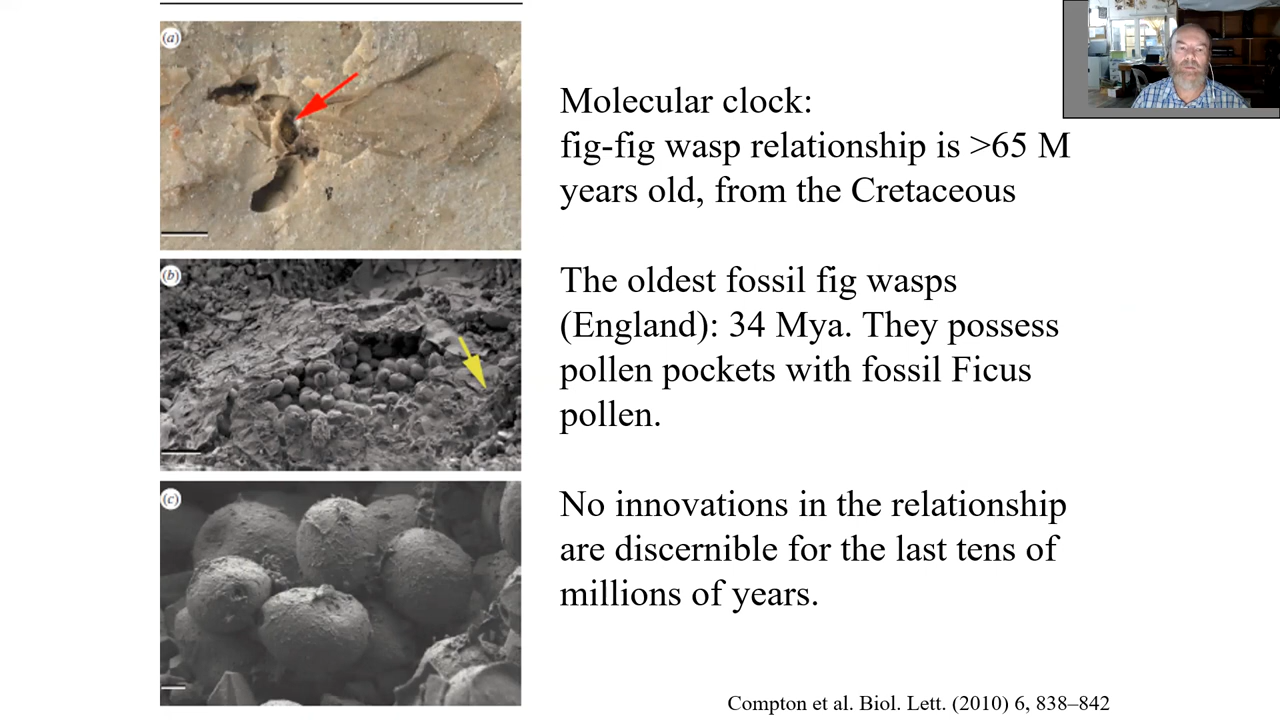 (a)
(b)
(c)
Molecular clock:
fig-fig wasp relationship is >65 M
years old, from the Cretaceous
The oldest fossil fig wasps
(England): 34 Mya. They possess
pollen pockets with fossil Ficus
pollen.
No innovations in the relationship
are discernible for the last tens of
millions of years.
Compton et al. Biol. Lett. (2010) 6, 838–842